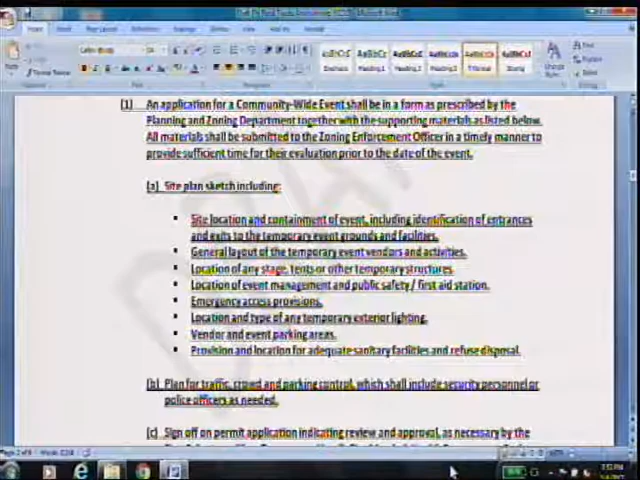 (1) An application for a Community-Wide Event shall be in a form as prescribed by the
Planning and Zoning Department together with the supporting materials as listed below.
All materials shall be submitted to the Zoning Enforcement Officer in a timely manner to
provide sufficient time for their evaluation prior to the date of the event.
(a) Site plan sketch including:
▪ Site location and containment of event, including identification of entrances
and exits to the temporary event grounds and facilities.
▪ General layout of the temporary event vendors and activities.
▪ Location of any stage, tents or other temporary structures
▪ Location of event management and public safety / first aid station.
▪ Emergency access provisions.
▪ Location and type of any temporary exterior lighting.
▪ Vendor and event parking areas.
▪ Provision and location for adequate sanitary facilities and refuse disposal.
(b) Plan for traffic, crowd and parking control, which shall include security personnel or
police officers as needed.
(c) Sign off on permit application indicating review and approval, as necessary by the